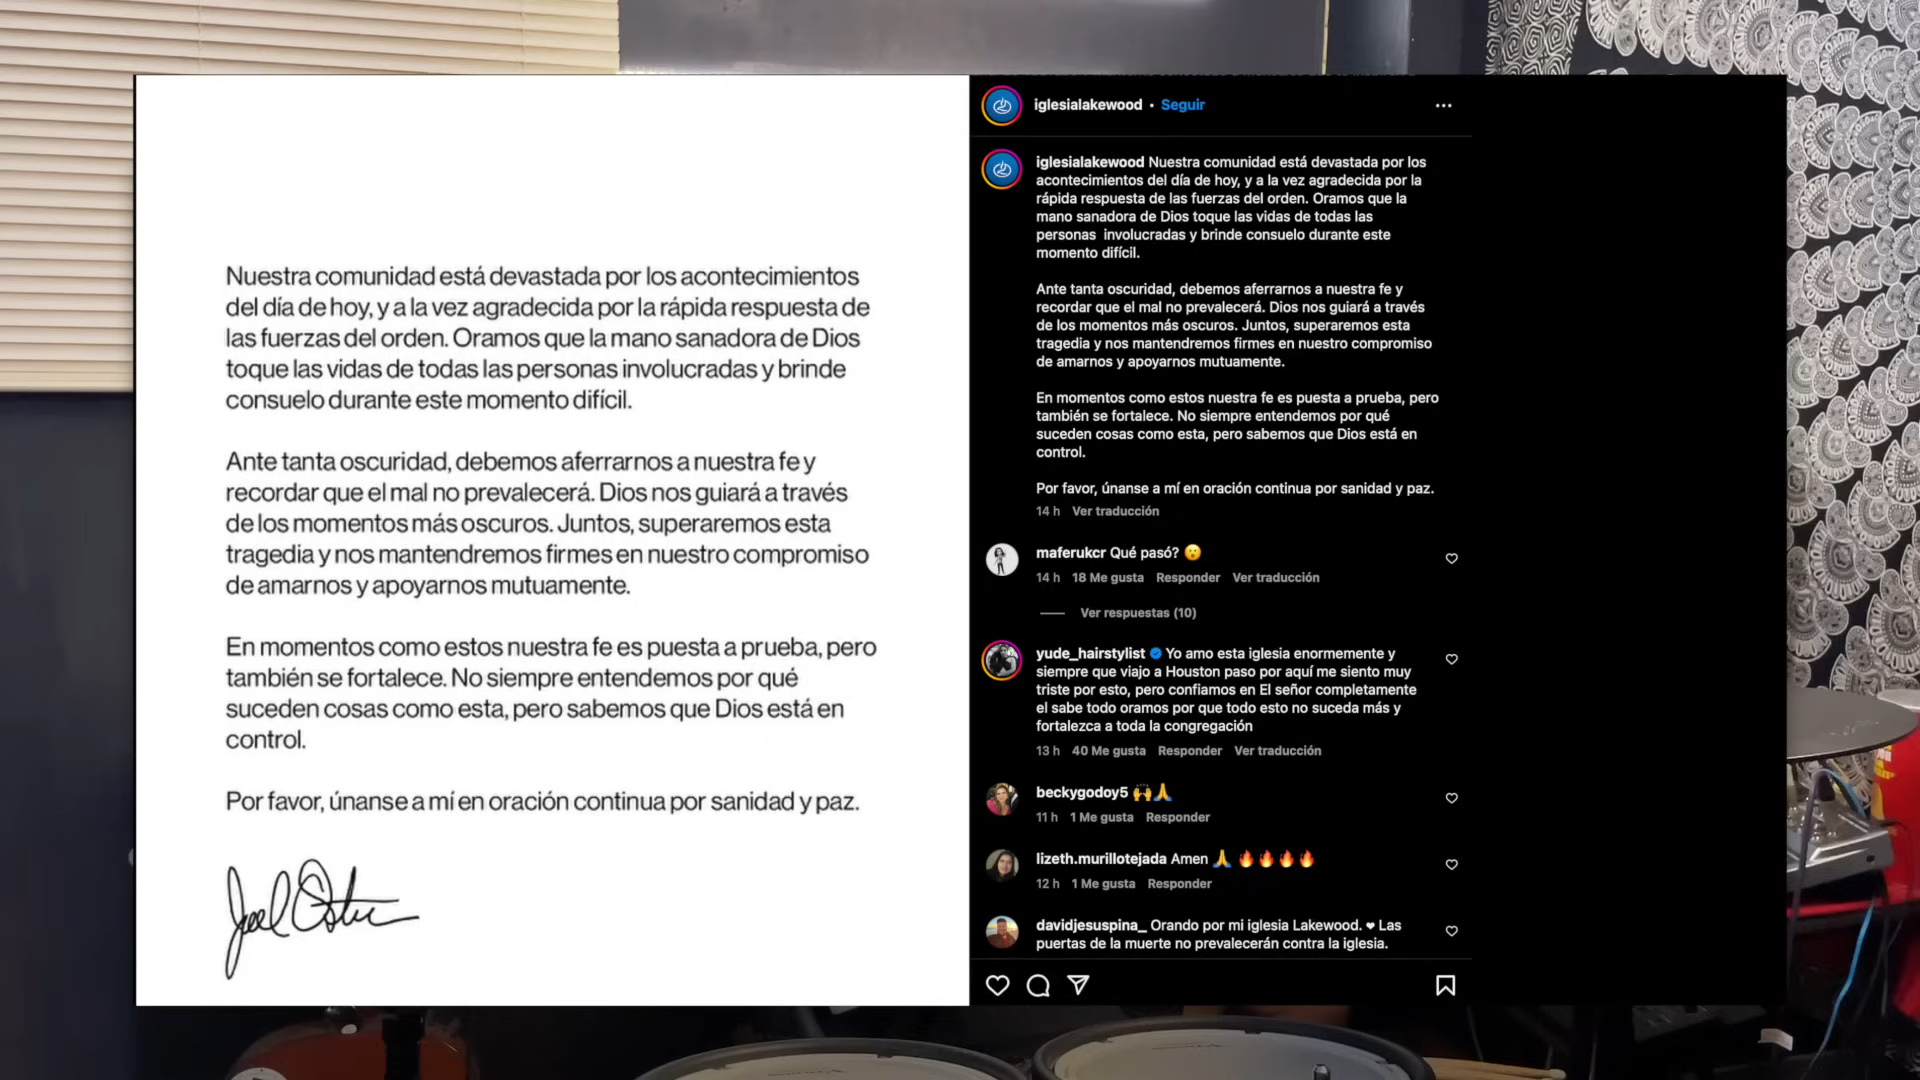 Nuestra comunidad está devastada por los acontecimientos
del día de hoy, y a la vez agradecida por la rápida respuesta de
las fuerzas del orden. Oramos que la mano sanadora de Dios
toque las vidas de todas las personas involucradas y brinde
consuelo durante este momento difícil.
Ante tanta oscuridad, debemos aferrarnos a nuestra fe y
recordar que el mal no prevalecerá. Dios nos guiará a través
de los momentos más oscuros. Juntos, superaremos esta
tragedia y nos mantendremos firmes en nuestro compromiso
de amarnos y apoyarnos mutuamente.
En momentos como estos nuestra fe es puesta a prueba, pero
también se fortalece. No siempre entendemos por qué
suceden cosas como esta, pero sabemos que Dios está en
control.
Por favor, únanse a mí en oración continua por sanidad y paz.
Joel Osteen
iglesialakewood • Seguir
iglesialakewood Nuestra comunidad está devastada por los
acontecimientos del día de hoy, y a la vez agradecida por la
rápida respuesta de las fuerzas del orden. Oramos que la
mano sanadora de Dios toque las vidas de todas las
personas involucradas y brinde consuelo durante este
momento difícil.
Ante tanta oscuridad, debemos aferrarnos a nuestra fe y
recordar que el mal no prevalecerá. Dios nos guiará a través
de los momentos más oscuros. Juntos, superaremos esta
tragedia y nos mantendremos firmes en nuestro compromiso
de amarnos y apoyarnos mutuamente.
En momentos como estos nuestra fe es puesta a prueba, pero
también se fortalece. No siempre entendemos por qué
suceden cosas como esta, pero sabemos que Dios está en
control.
Por favor, únanse a mí en oración continua por sanidad y paz.
14 h Ver traducción
maferukcr Qué pasó? 😮
14 h 18 Me gusta Responder Ver traducción
Ver respuestas (10)
yude_hairstylist Yo amo esta iglesia enormemente y
siempre que viajo a Houston paso por aquí me siento muy
triste por esto, pero confiamos en El señor completamente
el sabe todo oramos por que todo esto no suceda más y
fortalezca a toda la congregación
13 h 40 Me gusta Responder Ver traducción
beckygodoy5 🙌🙏
11 h 1 Me gusta Responder
lizeth.murillotejada Amen 🙏 🔥🔥🔥🔥
12 h 1 Me gusta Responder
davidjesuspina_ Orando por mi iglesia Lakewood. ❤ Las
puertas de la muerte no prevalecerán contra la iglesia.